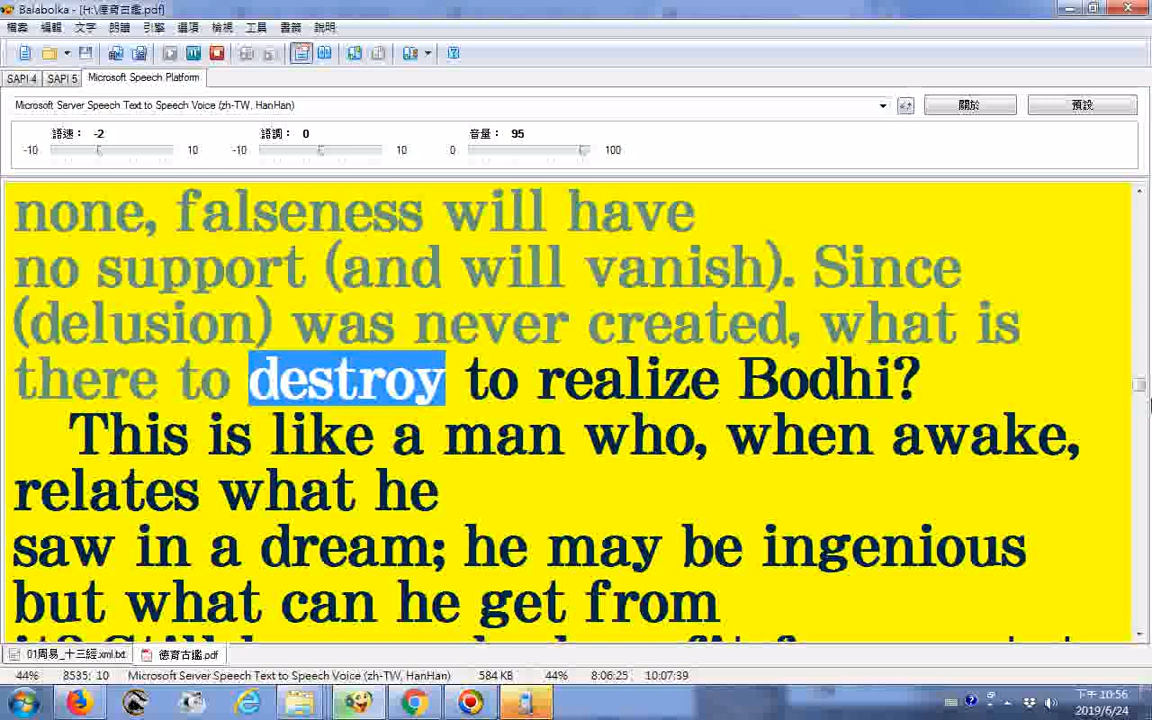 Balabolka - [H:\德育古鑑.pdf]
檔案 編輯 文字 朗讀 引擎 選項 檢視 工具 書籤 說明
SAPI 4 SAPI 5 Microsoft Speech Platform
Microsoft Server Speech Text to Speech Voice (zh-TW, HanHan) 關於 預設
語速： -2 語調： 0 音量： 95
-10 10 -10 10 0 100
none, falseness will have
no support (and will vanish). Since
(delusion) was never created, what is
there to destroy to realize Bodhi?
This is like a man who, when awake,
relates what he
saw in a dream; he may be ingenious
but what can he get from
01周易_十三經.xml.txt 德育古鑑.pdf
44% 8535: 10 Microsoft Server Speech Text to Speech Voice (zh-TW, HanHan) 584 KB 44% 8:06:25 10:07:39
下午 10:56
2019/6/24